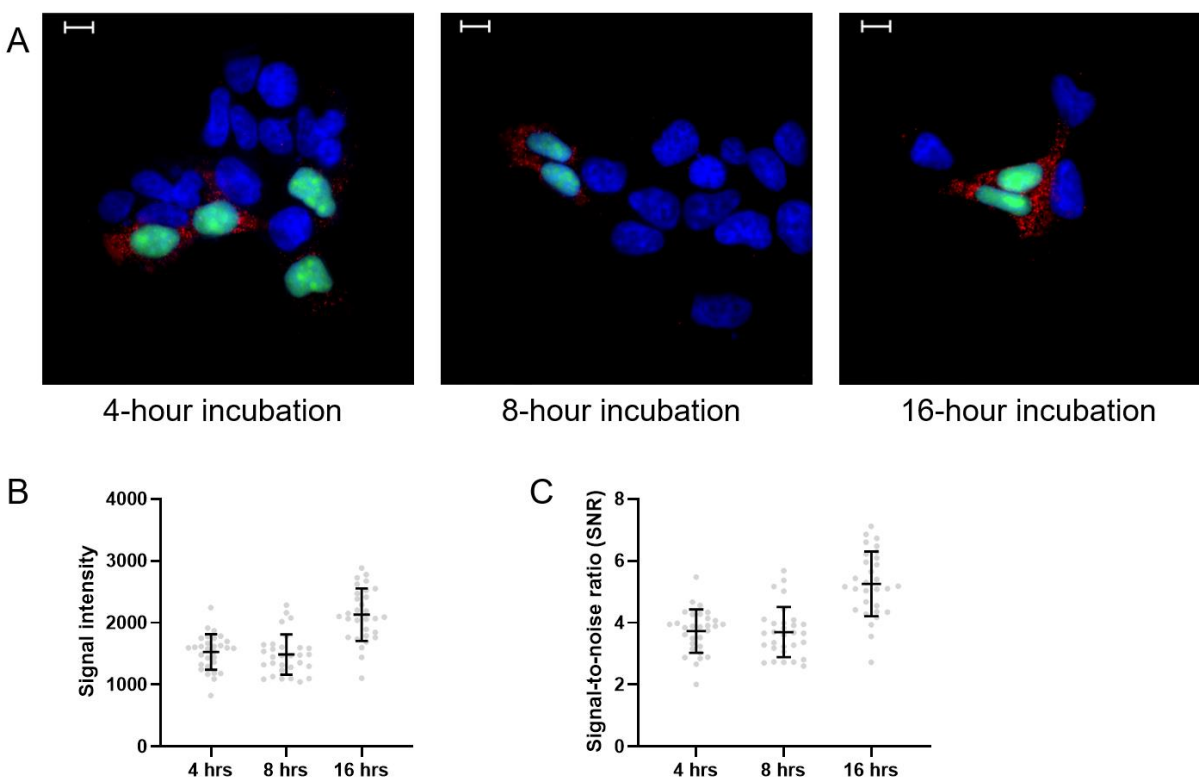 A
4-hour incubation
8-hour incubation
16-hour incubation
B
Signal intensity
4000
3000
2000
1000
0
4 hrs
8 hrs
16 hrs
C
Signal-to-noise ratio (SNR)
8
6
4
2
0
4 hrs
8 hrs
16 hrs